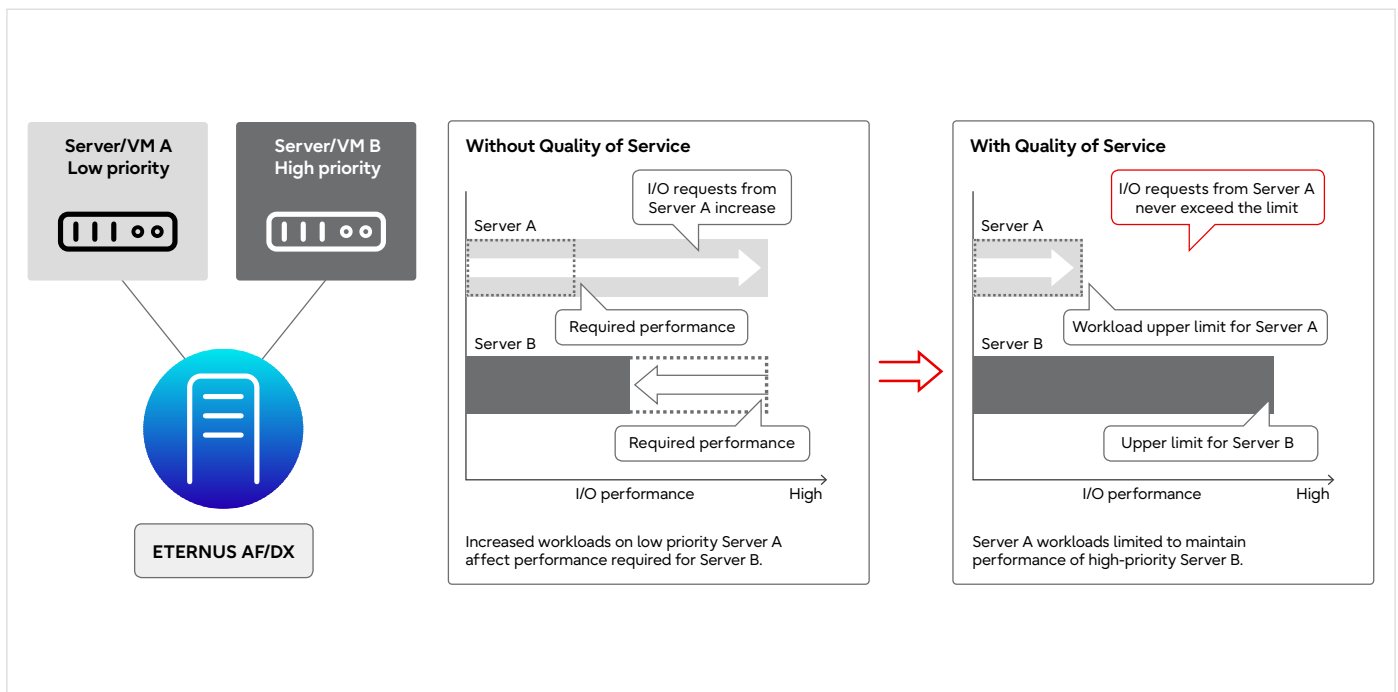 Server/VM A
Low priority
Server/VM B
High priority
ETERNUS AF/DX
Without Quality of Service
I/O requests from
Server A increase
Server A
Required performance
Server B
Required performance
I/O performance
High
Increased workloads on low priority Server A
affect performance required for Server B.
With Quality of Service
I/O requests from Server A
never exceed the limit
Server A
Workload upper limit for Server A
Server B
Upper limit for Server B
I/O performance
High
Server A workloads limited to maintain
performance of high-priority Server B.